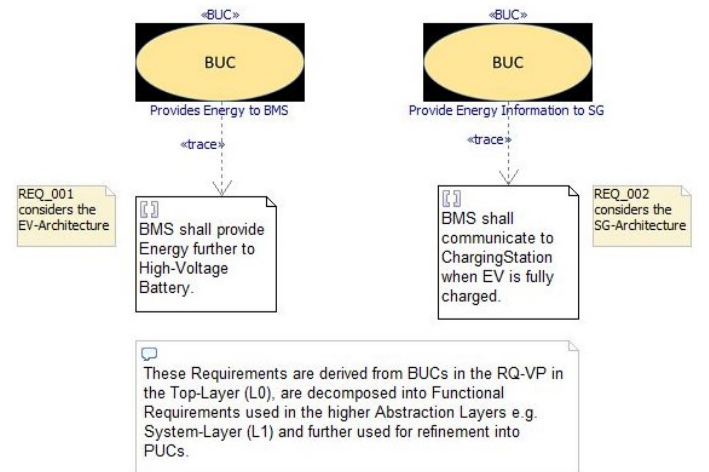 «BUC»
BUC
Provides Energy to BMS
«trace»
«BUC»
BUC
Provide Energy Information to SG
«trace»
REQ_001
considers the
EV-Architecture
BMS shall provide
Energy further to
High-Voltage
Battery.
BMS shall
communicate to
ChargingStation
when EV is fully
charged.
REQ_002
considers the
SG-Architecture
These Requirements are derived from BUCs in the RQ-VP in
the Top-Layer (L0), are decomposed into Functional
Requirements used in the higher Abstraction Layers e.g.
System-Layer (L1) and further used for refinement into
PUCs.